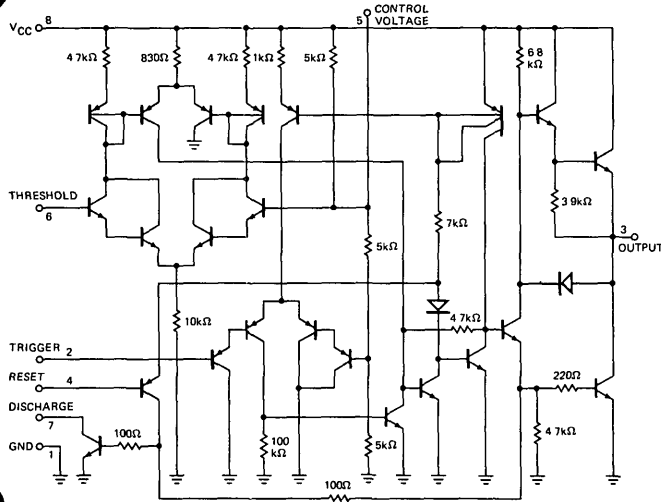 CONTROL
VOLTAGE
5
VCC 8
4 7kΩ
830Ω
4 7kΩ
1kΩ
5kΩ
6 8
kΩ
THRESHOLD
6
7kΩ
3 9kΩ
5kΩ
3
OUTPUT
10kΩ
4 7kΩ
TRIGGER 2
RESET 4
220Ω
DISCHARGE
7
100Ω
GND
1
100
kΩ
5kΩ
4 7kΩ
100Ω